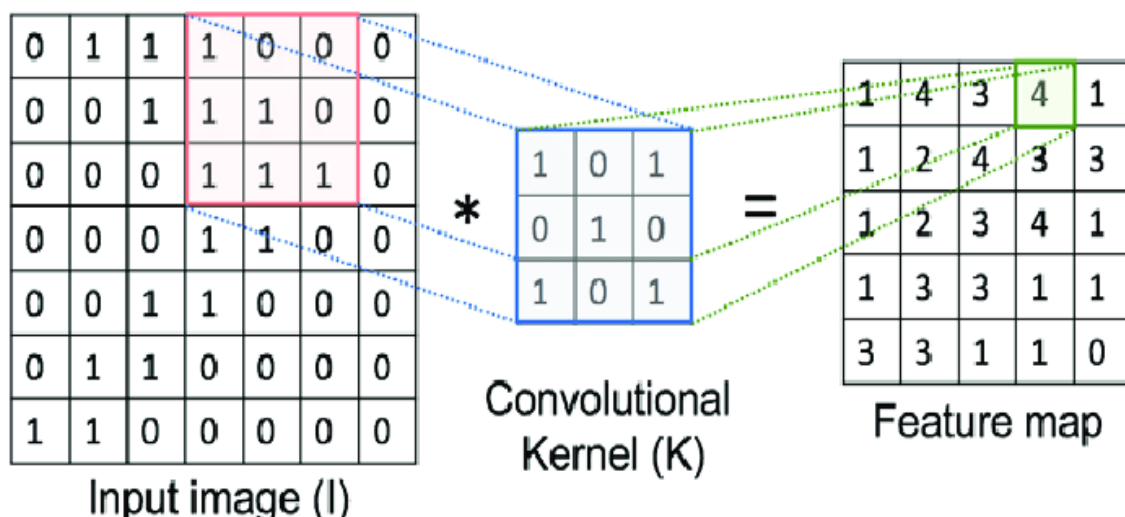 0 1 1 1 0 0 0
0 0 1 1 1 0 0
0 0 0 1 1 1 0
0 0 0 1 1 0 0
0 0 1 1 0 0 0
0 1 1 0 0 0 0
1 1 0 0 0 0 0
Input image (I)
*
1 0 1
0 1 0
1 0 1
Convolutional
Kernel (K)
=
1 4 3 4 1
1 2 4 3 3
1 2 3 4 1
1 3 3 1 1
3 3 1 1 0
Feature map